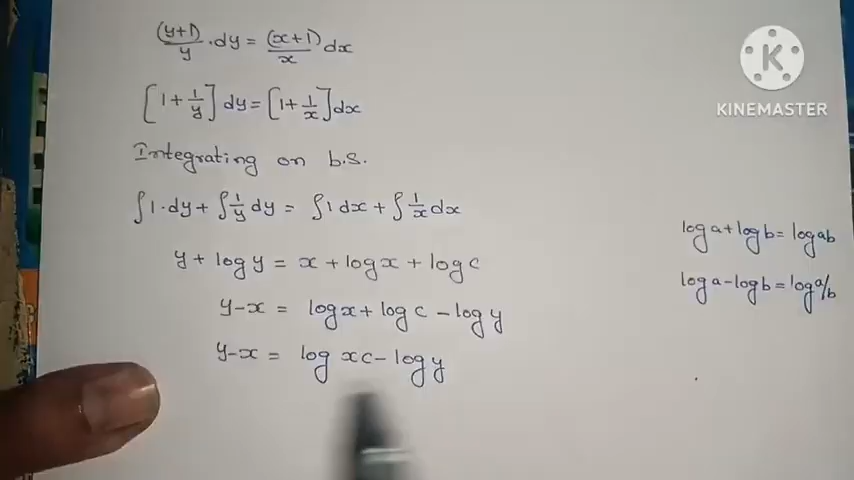 (y+1)/y · dy = (x+1)/x dx
[1 + 1/y] dy = [1 + 1/x] dx
Integrating on b.s.
∫1·dy + ∫1/y dy = ∫1 dx + ∫1/x dx
y + log y = x + log x + log c
y - x = log x + log c - log y
y - x = log xc - log y
K
KINEMASTER
log a + log b = log ab
log a - log b = log a/b